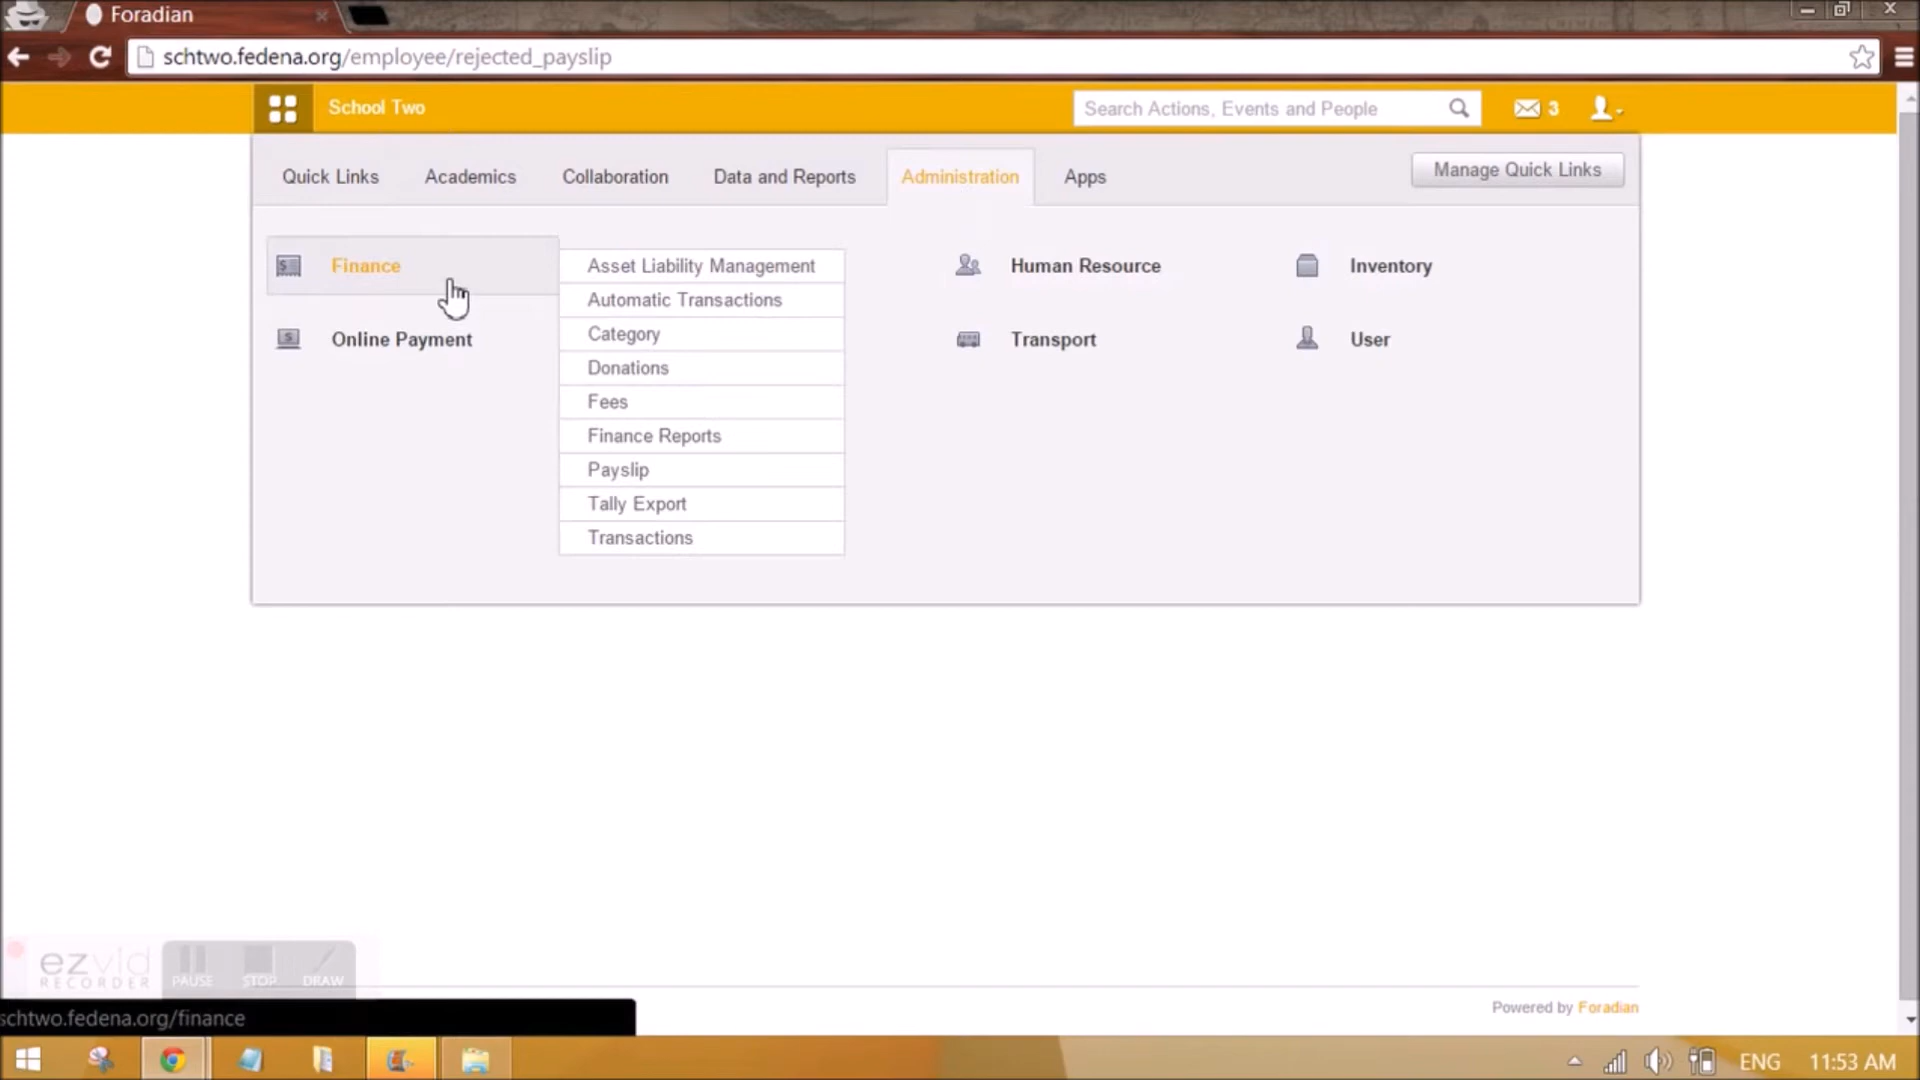 Foradian
schtwo.fedena.org/employee/rejected_payslip
School Two
Search Actions, Events and People
3
Quick Links
Academics
Collaboration
Data and Reports
Administration
Apps
Manage Quick Links
Finance
Asset Liability Management
Human Resource
Inventory
Automatic Transactions
Online Payment
Category
Transport
User
Donations
Fees
Finance Reports
Payslip
Tally Export
Transactions
ezvid
RECORDER
PAUSE
STOP
DRAW
Powered by Foradian
schtwo.fedena.org/finance
ENG
11:53 AM